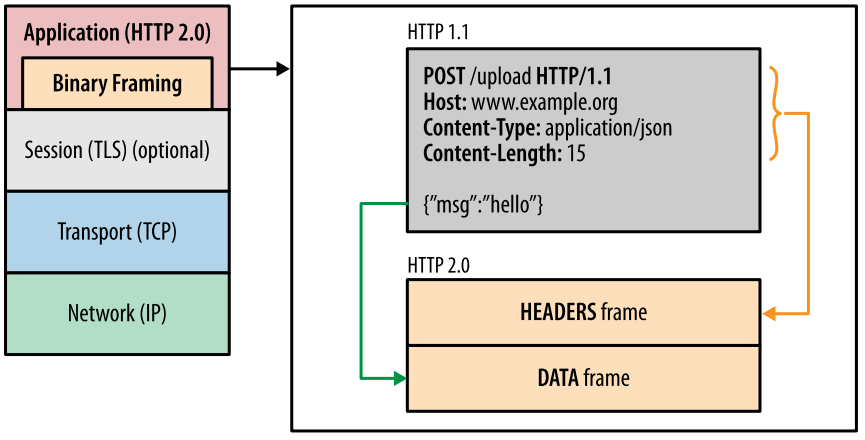 Application (HTTP 2.0)
Binary Framing
Session (TLS) (optional)
Transport (TCP)
Network (IP)
HTTP 1.1
POST /upload HTTP/1.1
Host: www.example.org
Content-Type: application/json
Content-Length: 15
{”msg”:”hello”}
HTTP 2.0
HEADERS frame
DATA frame